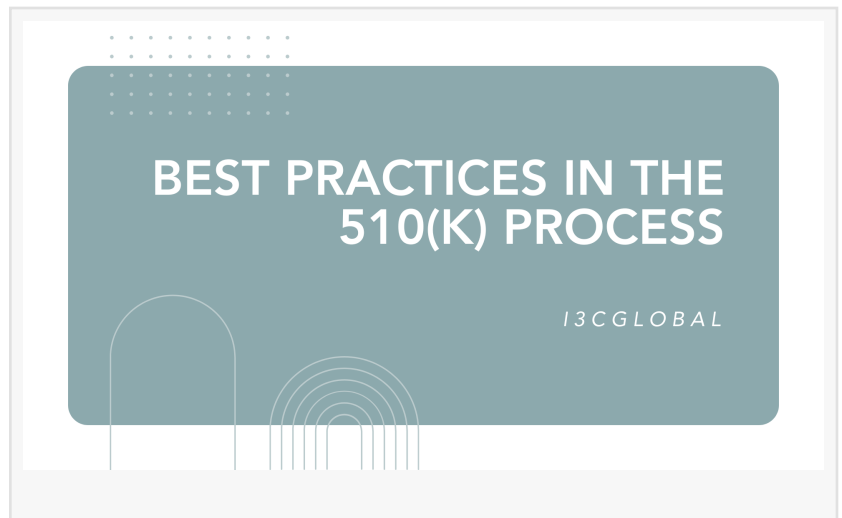 BEST PRACTICES IN THE
510(K) PROCESS
I3CGLOBAL